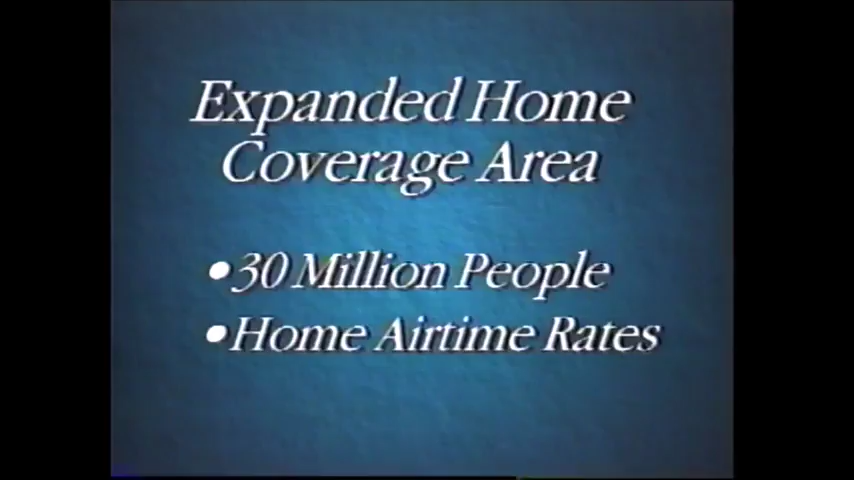 Expanded Home
Coverage Area
•30 Million People
•Home Airtime Rates